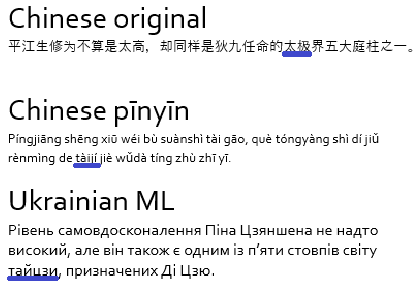 Chinese original
平江生修为不算是太高，却同样是狄九任命的太极界五大庭柱之一。
Chinese pīnyīn
Píngjiāng shēng xiū wéi bù suànshì tài gāo, què tóngyàng shì dí jiǔ
rènmìng de tàijí jiè wǔdà tíng zhù zhī yī.
Ukrainian ML
Рівень самовдосконалення Піна Цзяншена не надто
високий, але він також є одним із п’яти стовпів світу
тайцзи, призначених Ді Цзю.